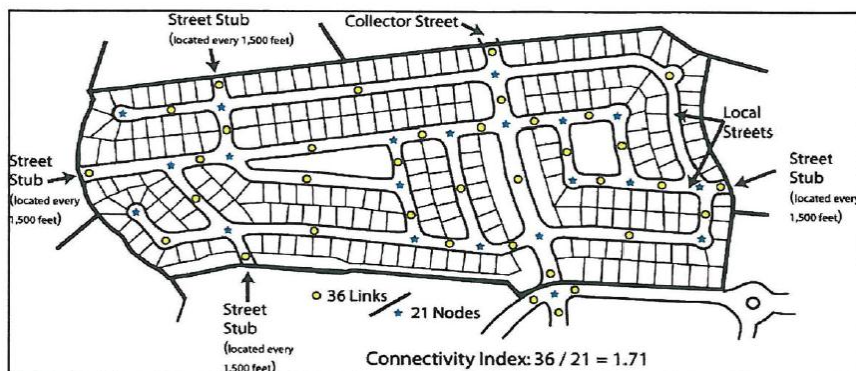 Street Stub
(located every 1,500 feet)
Collector Street
Local
Streets
Street
Stub
(located every
1,500 feet)
Street
Stub
(located every
1,500 feet)
Street
Stub
(located every
1,500 feet)
36 Links
21 Nodes
Connectivity Index: 36 / 21 = 1.71